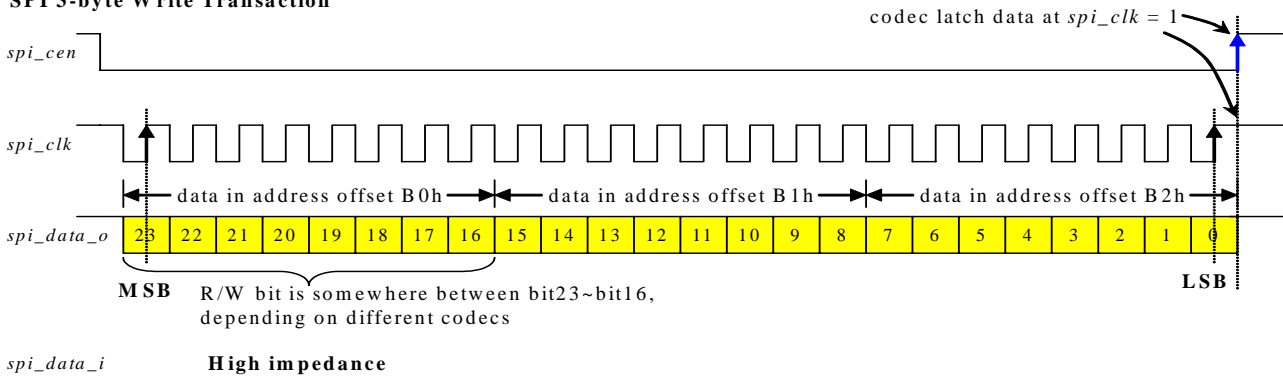 SPI 3-byte Write Transaction
codec latch data at spi_clk = 1
spi_cen
spi_clk
data in address offset B0h data in address offset B1h data in address offset B2h
spi_data_o 23 22 21 20 19 18 17 16 15 14 13 12 11 10 9 8 7 6 5 4 3 2 1 0
MSB LSB
R/W bit is somewhere between bit23~bit16,
depending on different codecs
spi_data_i High impedance